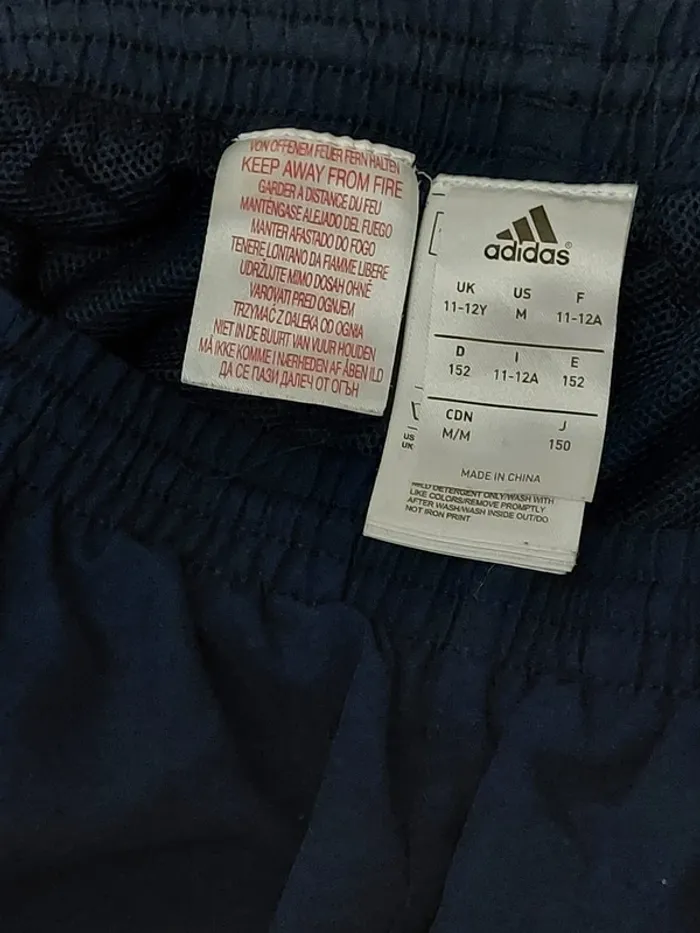 VON OFFENEM FEUER FERN HALTEN
KEEP AWAY FROM FIRE
GARDER A DISTANCE DU FEU
MANTÉNGASE ALEJADO DEL FUEGO
MANTER AFASTADO DO FOGO
TENERE LONTANO DA FIAMME LIBERE
UDRZUJTE MIMO DOSAH OHNĚ
VAROVATI PRED OGNJEM
TRZYMAĆ Z DALEKA OD OGNIA
NIET IN DE BUURT VAN VUUR HOUDEN
MÅ IKKE KOMME I NÆRHEDEN AF ÅBEN ILD
ДА СЕ ПАЗИ ДАЛЕЧ ОТ ОГЪН
adidas®
UK US F
11-12Y M 11-12A
D I E
152 11-12A 152
CDN J
M/M 150
MADE IN CHINA
US
UK
MILD DETERGENT ONLY/WASH WITH
LIKE COLORS/REMOVE PROMPTLY
AFTER WASH/WASH INSIDE OUT/DO
NOT IRON PRINT